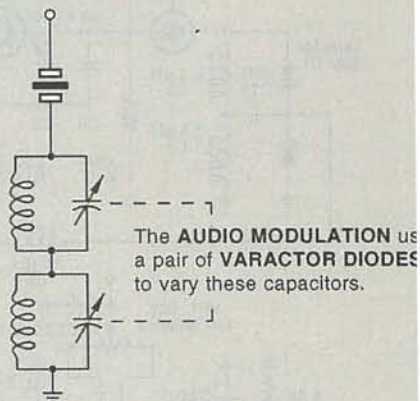 The AUDIO MODULATION us
a pair of VARACTOR DIODES
to vary these capacitors.